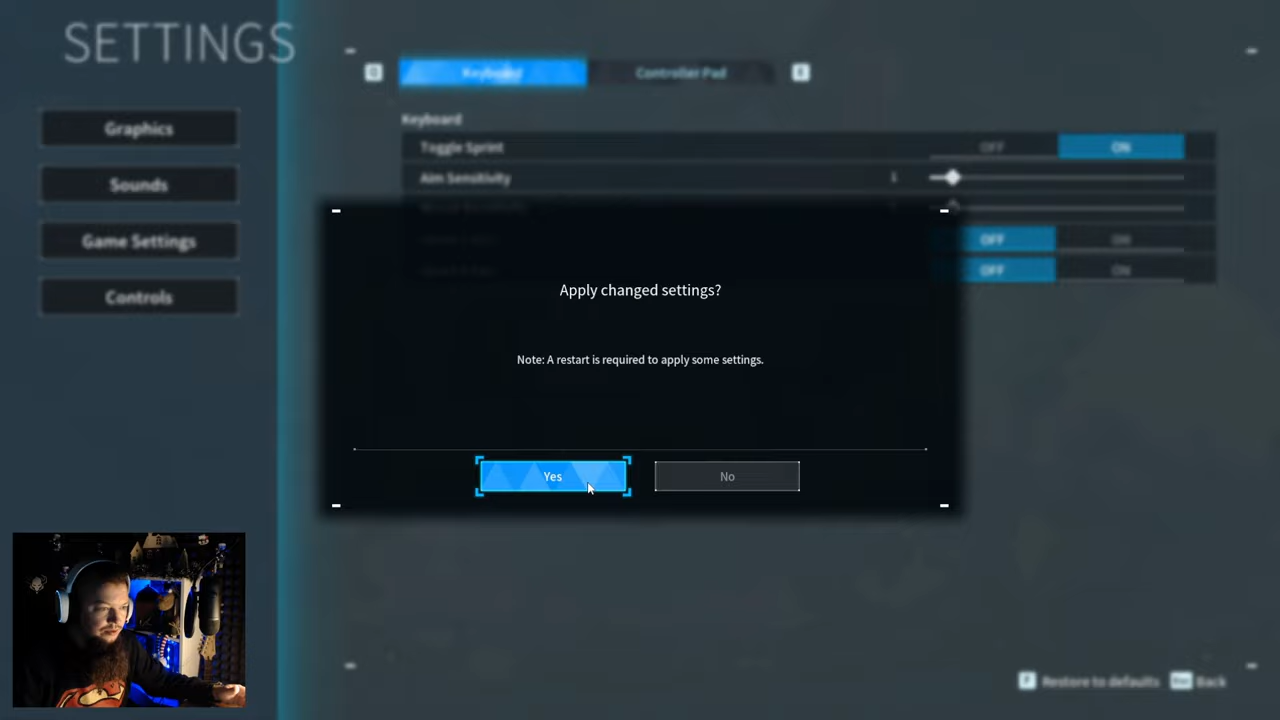 SETTINGS
Graphics
Sounds
Game Settings
Controls
Q Keyboard Controller Pad E
Keyboard
Toggle Sprint OFF ON
Aim Sensitivity 1
OFF ON
OFF ON
Apply changed settings?
Note: A restart is required to apply some settings.
Yes No
F Restore to defaults Esc Back